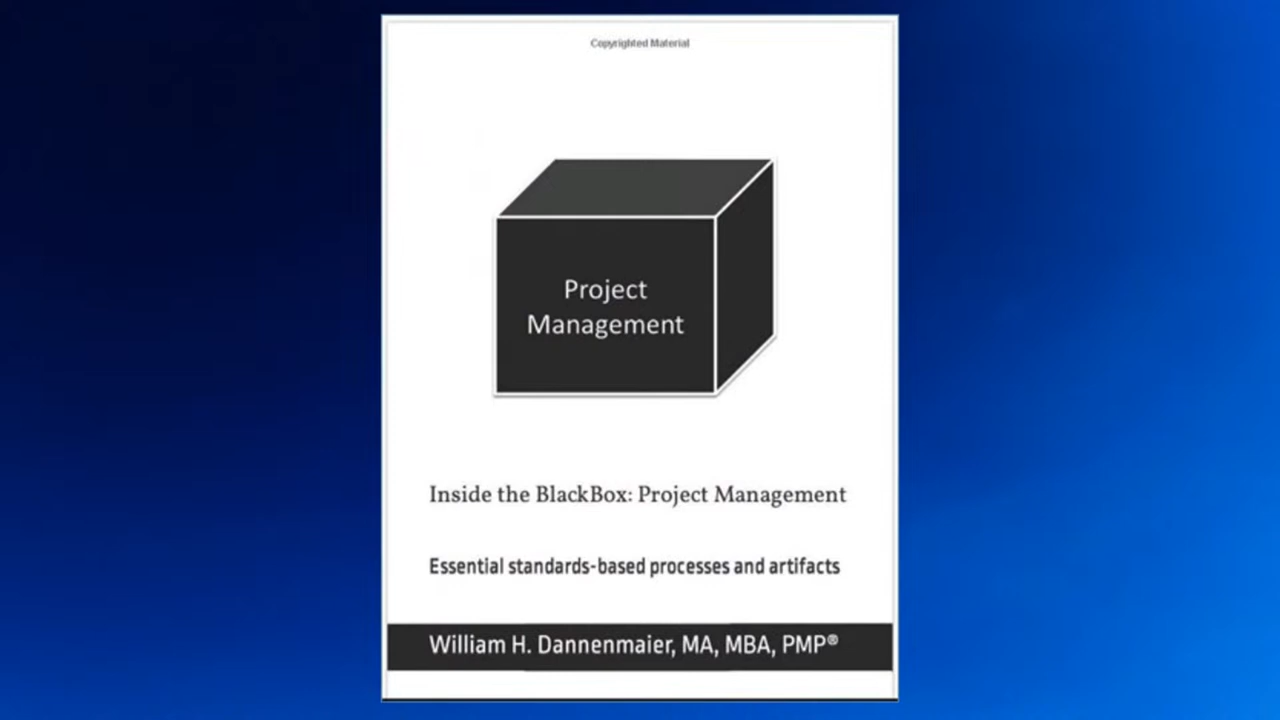 Copyrighted Material
Project
Management
Inside the BlackBox: Project Management
Essential standards-based processes and artifacts
William H. Dannenmaier, MA, MBA, PMP®